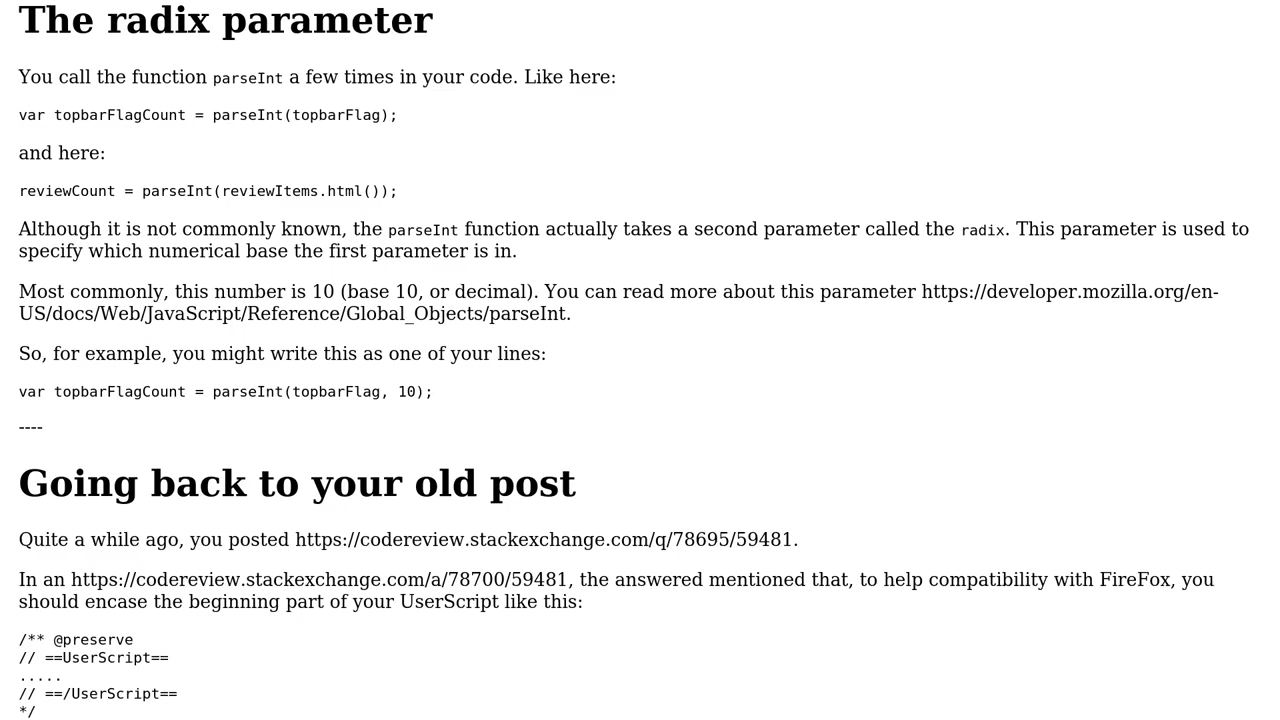 The radix parameter
You call the function parseInt a few times in your code. Like here:
var topbarFlagCount = parseInt(topbarFlag);
and here:
reviewCount = parseInt(reviewItems.html());
Although it is not commonly known, the parseInt function actually takes a second parameter called the radix. This parameter is used to
specify which numerical base the first parameter is in.
Most commonly, this number is 10 (base 10, or decimal). You can read more about this parameter https://developer.mozilla.org/en-
US/docs/Web/JavaScript/Reference/Global_Objects/parseInt.
So, for example, you might write this as one of your lines:
var topbarFlagCount = parseInt(topbarFlag, 10);
----
Going back to your old post
Quite a while ago, you posted https://codereview.stackexchange.com/q/78695/59481.
In an https://codereview.stackexchange.com/a/78700/59481, the answered mentioned that, to help compatibility with FireFox, you
should encase the beginning part of your UserScript like this:
/** @preserve
// ==UserScript==
.....
// ==/UserScript==
*/